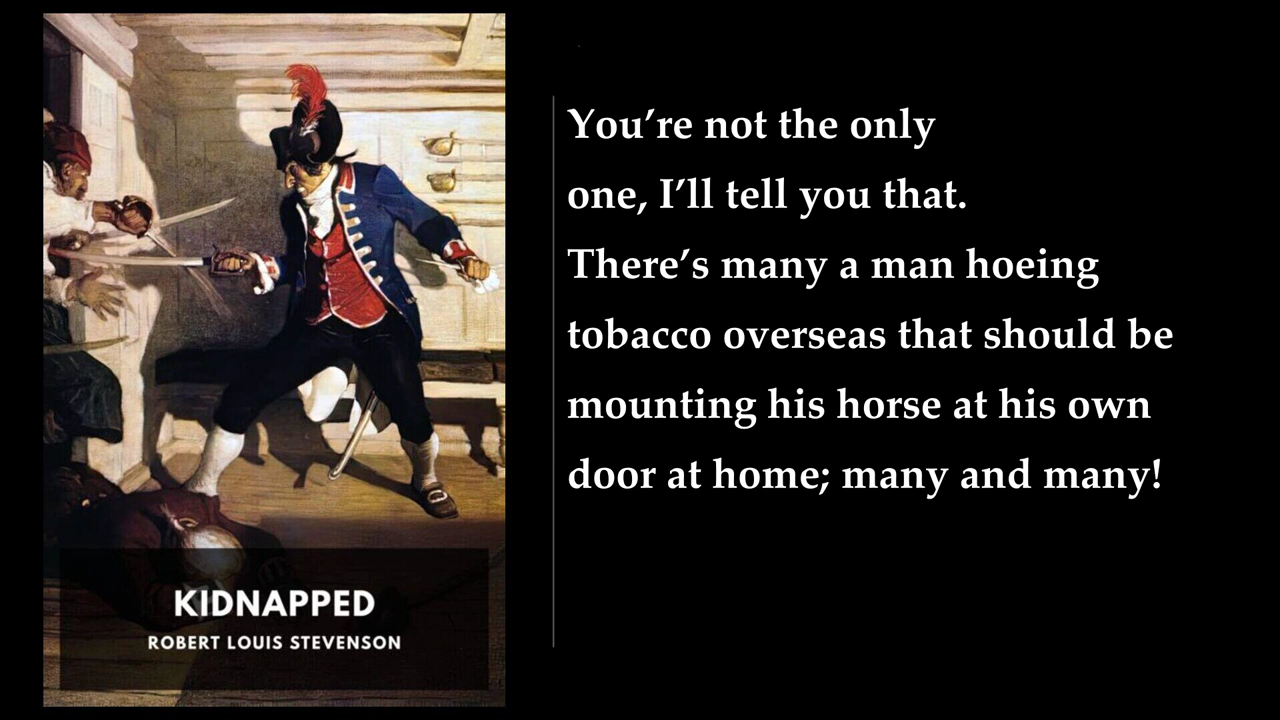 KIDNAPPED
ROBERT LOUIS STEVENSON
You’re not the only
one, I’ll tell you that.
There’s many a man hoeing
tobacco overseas that should be
mounting his horse at his own
door at home; many and many!